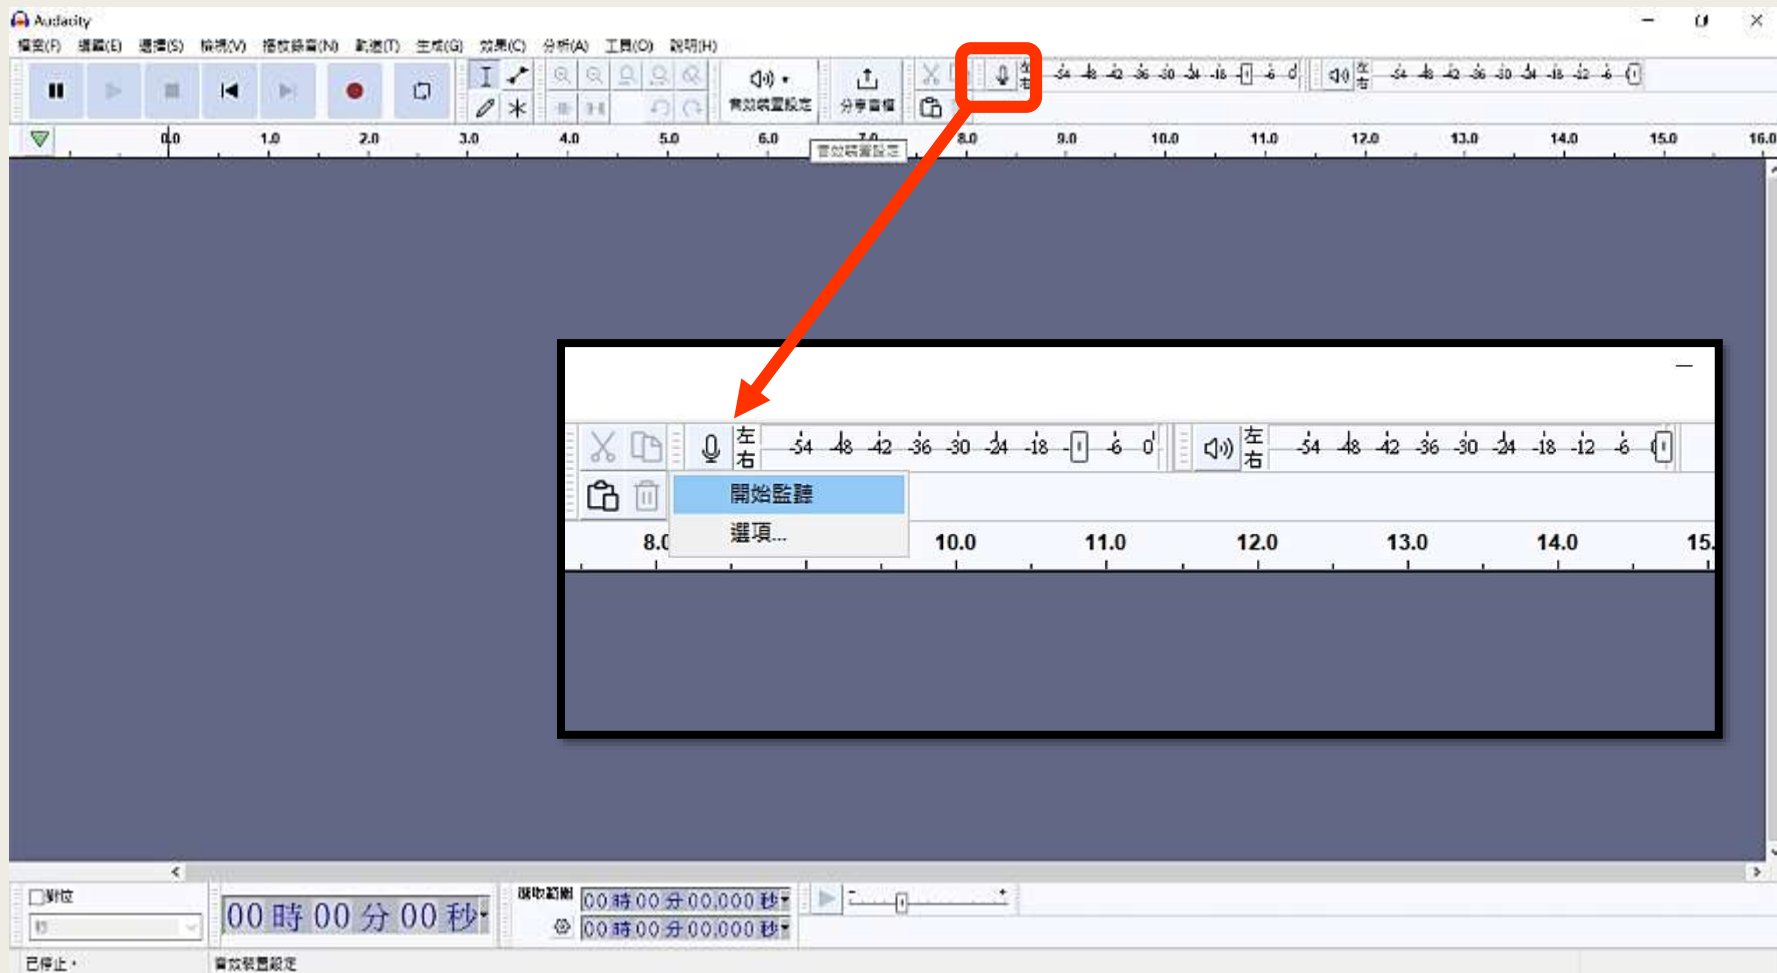 Audacity
檔案(F) 編輯(E) 選擇(S) 檢視(V) 播放錄音(N) 軌道(T) 生成(G) 效果(C) 分析(A) 工具(O) 說明(H)
左 -54 -48 -42 -36 -30 -24 -18 -6 0 左 -54 -48 -42 -36 -30 -24 -18 -12 -6
右 右
音效裝置設定 分享音檔
0.0 1.0 2.0 3.0 4.0 5.0 6.0 7.0 8.0 9.0 10.0 11.0 12.0 13.0 14.0 15.0 16.0
音效裝置設定
左 -54 -48 -42 -36 -30 -24 -18 -6 0 左 -54 -48 -42 -36 -30 -24 -18 -12 -6
右 右
開始監聽
選項...
8.0 10.0 11.0 12.0 13.0 14.0 15.
對位 選取範圍
秒 00 時 00 分 00 秒 00 時 00 分 00.000 秒
00 時 00 分 00.000 秒
已停止。 音效裝置設定